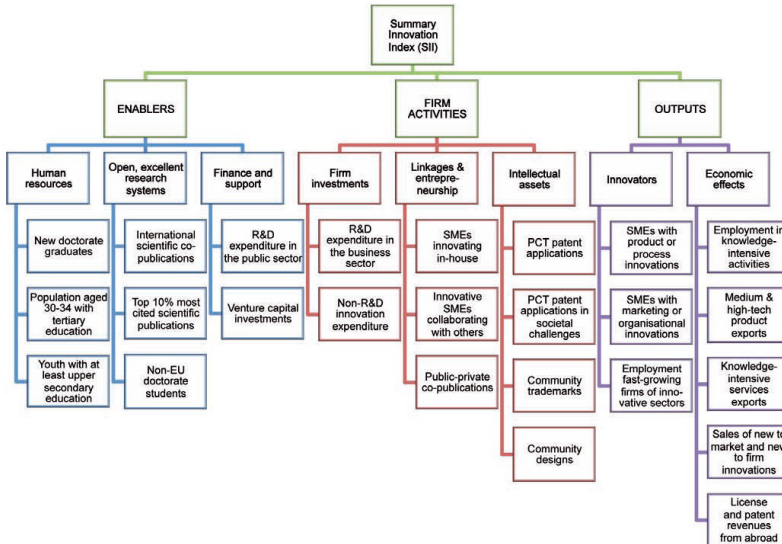 Summary
Innovation
Index (SII)
ENABLERS
FIRM
ACTIVITIES
OUTPUTS
Human
resources
Open, excellent
research
systems
Finance and
support
Firm
investments
Linkages &
entrepre-
neurship
Intellectual
assets
Innovators
Economic
effects
New doctorate
graduates
International
scientific co-
publications
R&D
expenditure in
the public sector
R&D
expenditure in
the business
sector
SMEs
innovating
in-house
PCT patent
applications
SMEs with
product or
process
innovations
Employment in
knowledge-
intensive
activities
Population aged
30-34 with
tertiary
education
Top 10% most
cited scientific
publications
Venture capital
investments
Non-R&D
innovation
expenditure
Innovative
SMEs
collaborating
with others
PCT patent
applications in
societal
challenges
SMEs with
marketing or
organisational
innovations
Medium &
high-tech
product
exports
Youth with at
least upper
secondary
education
Non-EU
doctorate
students
Public-private
co-publications
Community
trademarks
Employment
fast-growing
firms of inno-
vative sectors
Knowledge-
intensive
services
exports
Community
designs
Sales of new to
market and new
to firm
innovations
License
and patent
revenues
from abroad